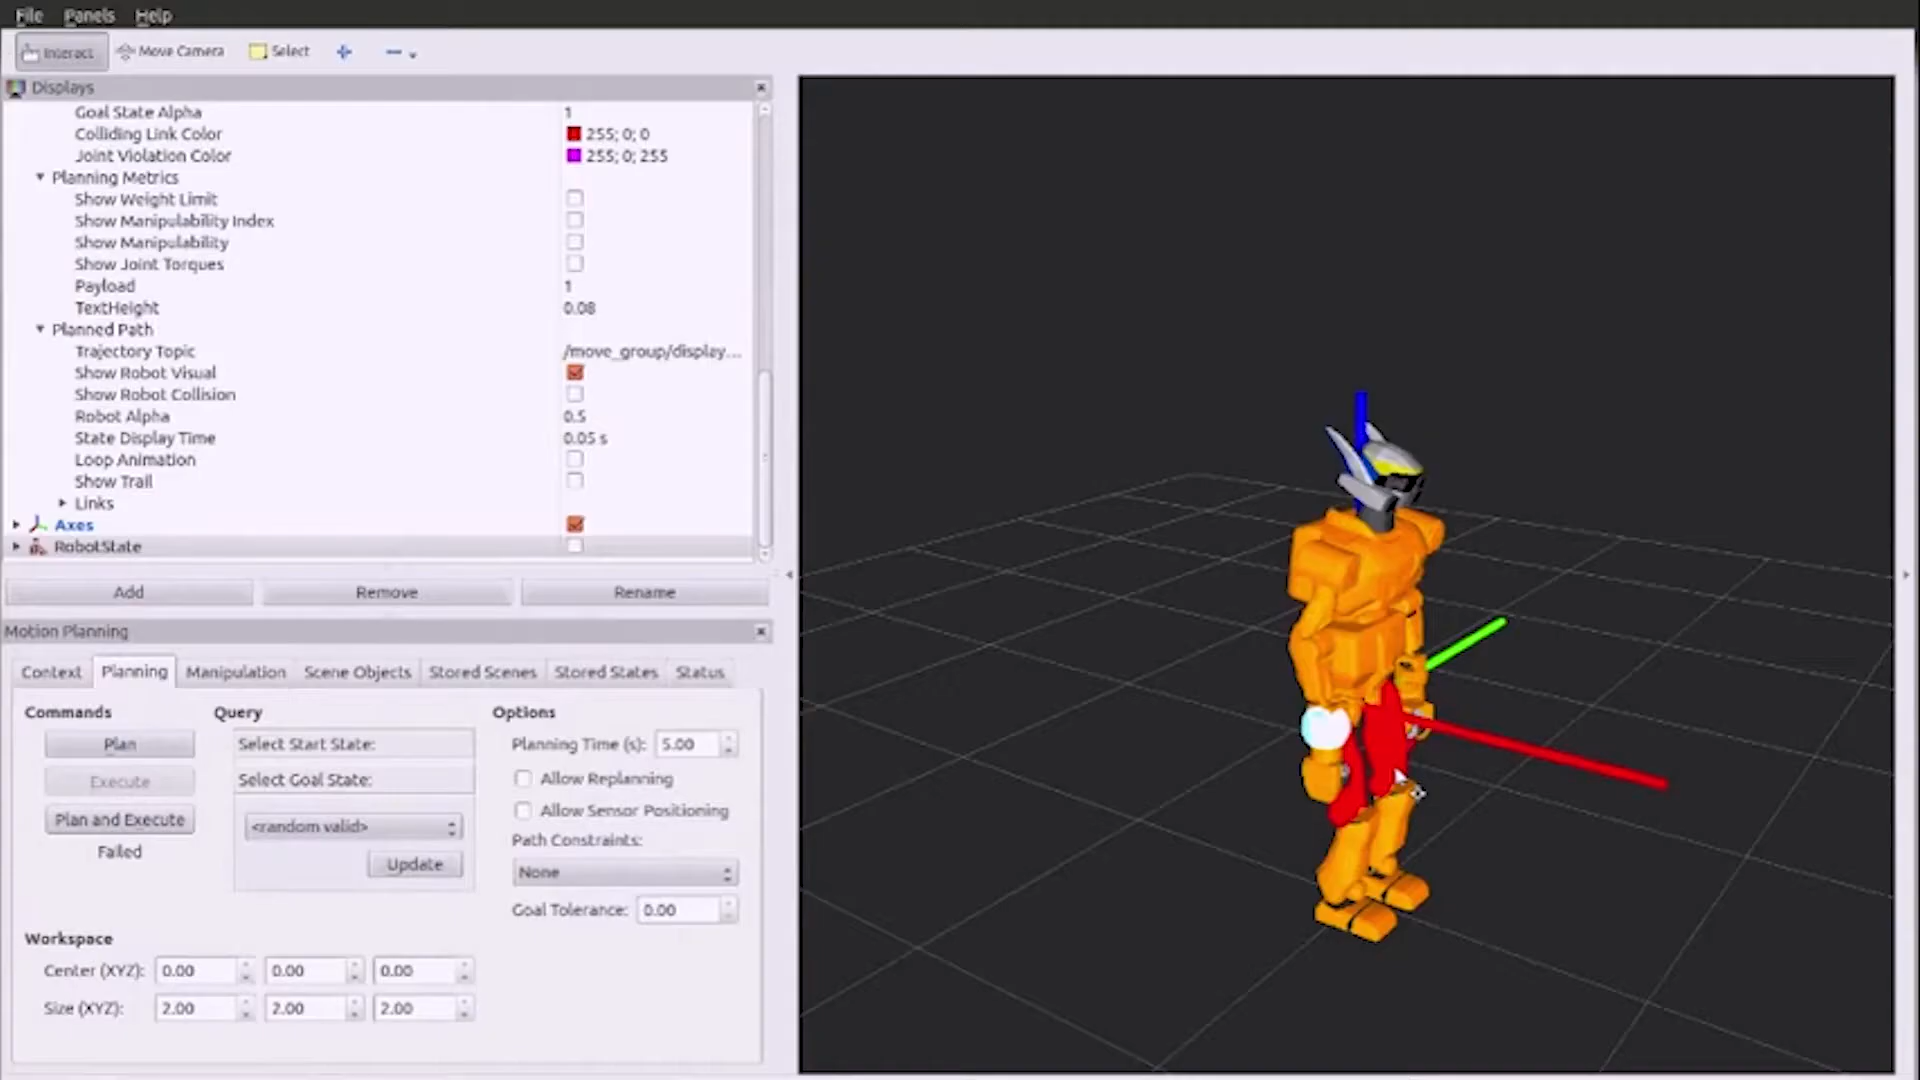 File Panels Help
Interact Move Camera Select
Displays
Goal State Alpha 1
Colliding Link Color 255; 0; 0
Joint Violation Color 255; 0; 255
Planning Metrics
Show Weight Limit
Show Manipulability Index
Show Manipulability
Show Joint Torques
Payload 1
TextHeight 0.08
Planned Path
Trajectory Topic /move_group/display...
Show Robot Visual
Show Robot Collision
Robot Alpha 0.5
State Display Time 0.05 s
Loop Animation
Show Trail
Links
Axes
RobotState
Add Remove Rename
Motion Planning
Context Planning Manipulation Scene Objects Stored Scenes Stored States Status
Commands Query Options
Plan Select Start State: Planning Time (s): 5.00
Execute Select Goal State: Allow Replanning
Plan and Execute <random valid> Allow Sensor Positioning
Failed Update Path Constraints:
None
Goal Tolerance: 0.00
Workspace
Center (XYZ): 0.00 0.00 0.00
Size (XYZ): 2.00 2.00 2.00